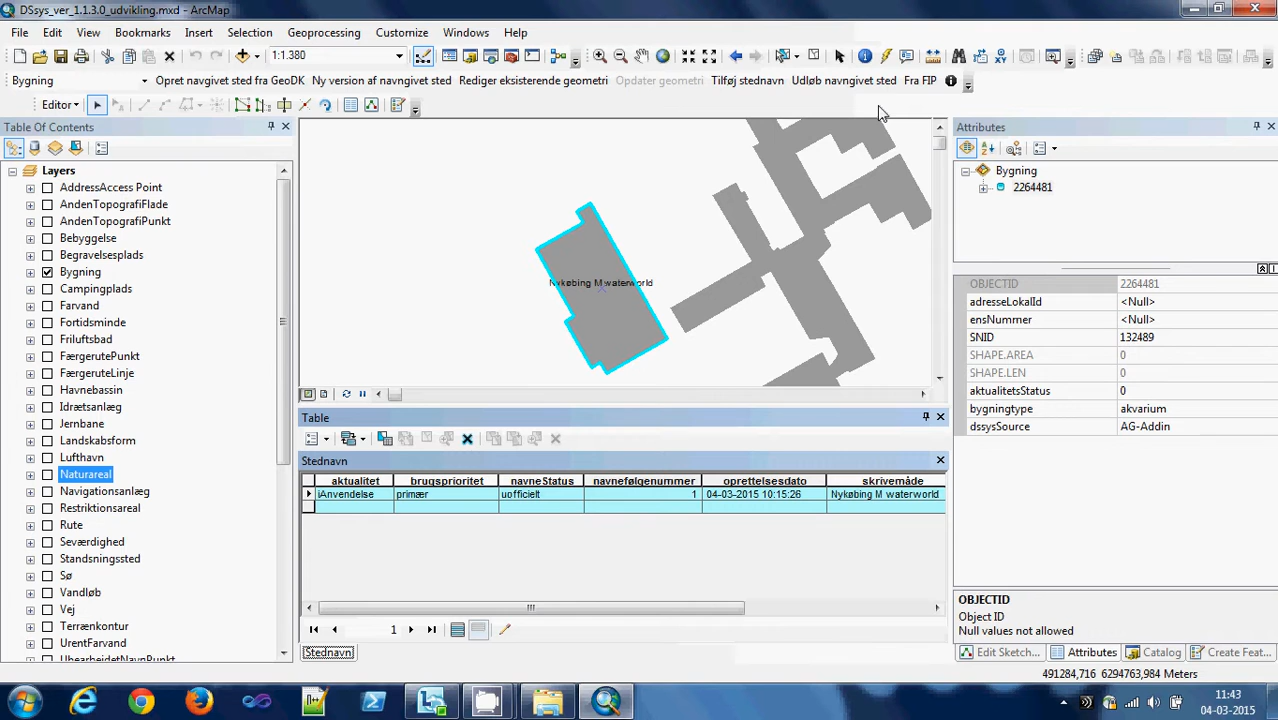 DSsys_ver_1.1.3.0_udvikling.mxd - ArcMap
File Edit View Bookmarks Insert Selection Geoprocessing Customize Windows Help
1:1.380
Bygning Opret navgivet sted fra GeoDK Ny version af navngivet sted Rediger eksisterende geometri Opdater geometri Tilføj stednavn Udløb navngivet sted Fra FIP
Editor
Table Of Contents
Layers
AddressAccess Point
AndenTopografiFlade
AndenTopografiPunkt
Bebyggelse
Begravelsesplads
Bygning
Campingplads
Farvand
Fortidsminde
Friluftsbad
FærgerutePunkt
FærgeruteLinje
Havnebassin
Idrætsanlæg
Jernbane
Landskabsform
Lufthavn
Naturareal
Navigationsanlæg
Restriktionsareal
Rute
Seværdighed
Standsningssted
Sø
Vandløb
Vej
Terrænkontur
UrentFarvand
UbearbeidetNavnPunkt
Nykøbing M waterworld
Table
Stednavn
aktualitet brugsprioritet navneStatus navnefølgenummer oprettelsesdato skrivemåde
iAnvendelse primær uofficielt 1 04-03-2015 10:15:26 Nykøbing M waterworld
1
Stednavn
Attributes
Bygning
2264481
OBJECTID 2264481
adresseLokalId <Null>
ensNummer <Null>
SNID 132489
SHAPE.AREA 0
SHAPE.LEN 0
aktualitetsStatus 0
bygningtype akvarium
dssysSource AG-Addin
OBJECTID
Object ID
Null values not allowed
Edit Sketch... Attributes Catalog Create Feat...
491284,716 6294763,984 Meters
11:43
04-03-2015